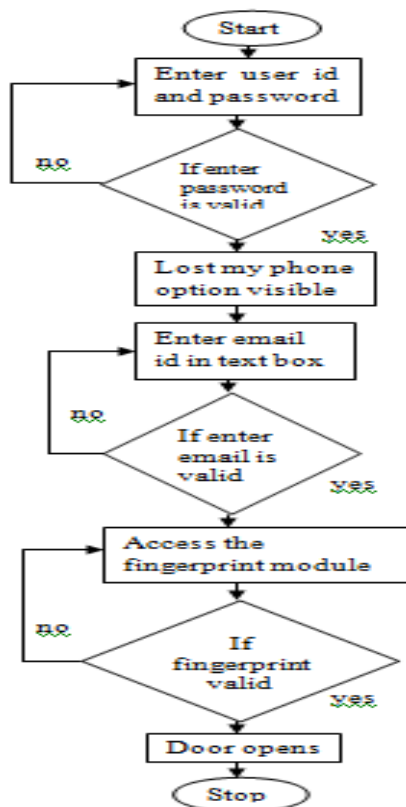 Start
Enter user id
and password
no
If enter
password
is valid
yes
Lost my phone
option visible
Enter email
id in text box
no
If enter
email is
valid
yes
Access the
fingerprint module
no
If
fingerprint
valid
yes
Door opens
Stop